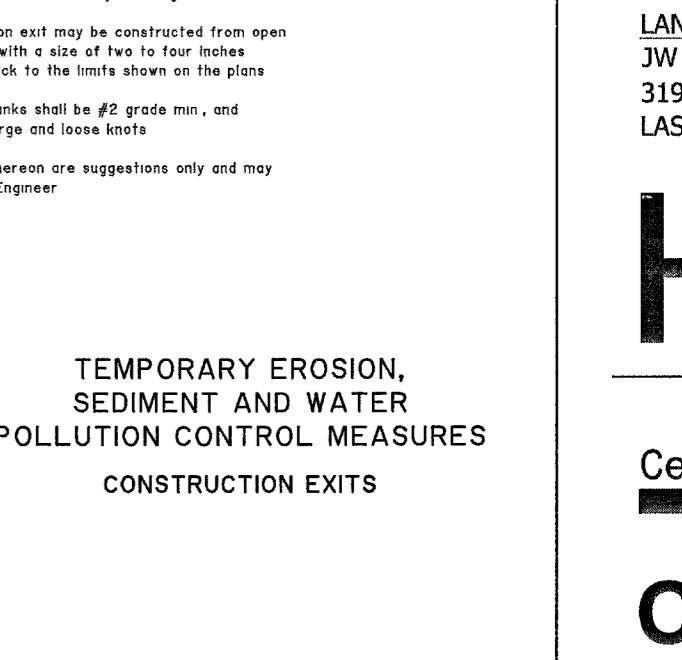 on exit may be constructed from open
with a size of two to four inches
ck to the limits shown on the plans
anks shall be #2 grade min, and
rge and loose knots
hereon are suggestions only and may
Engineer
TEMPORARY EROSION,
SEDIMENT AND WATER
POLLUTION CONTROL MEASURES
CONSTRUCTION EXITS
LAN
JW
319
LAS
H
Ce
C